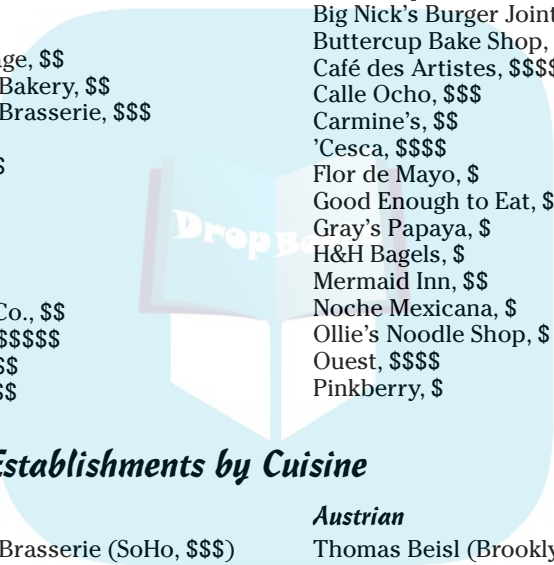 ge, $$
Bakery, $$
Brasserie, $$$
$
Co., $$
$$$$$
$$
$$
Big Nick's Burger Joint
Buttercup Bake Shop,
Café des Artistes, $$$$
Calle Ocho, $$$
Carmine's, $$
'Cesca, $$$$
Flor de Mayo, $
Good Enough to Eat, $
Gray's Papaya, $
H&H Bagels, $
Mermaid Inn, $$
Noche Mexicana, $
Ollie's Noodle Shop, $
Ouest, $$$$
Pinkberry, $
Establishments by Cuisine
Brasserie (SoHo, $$$)
Austrian
Thomas Beisl (Brookly